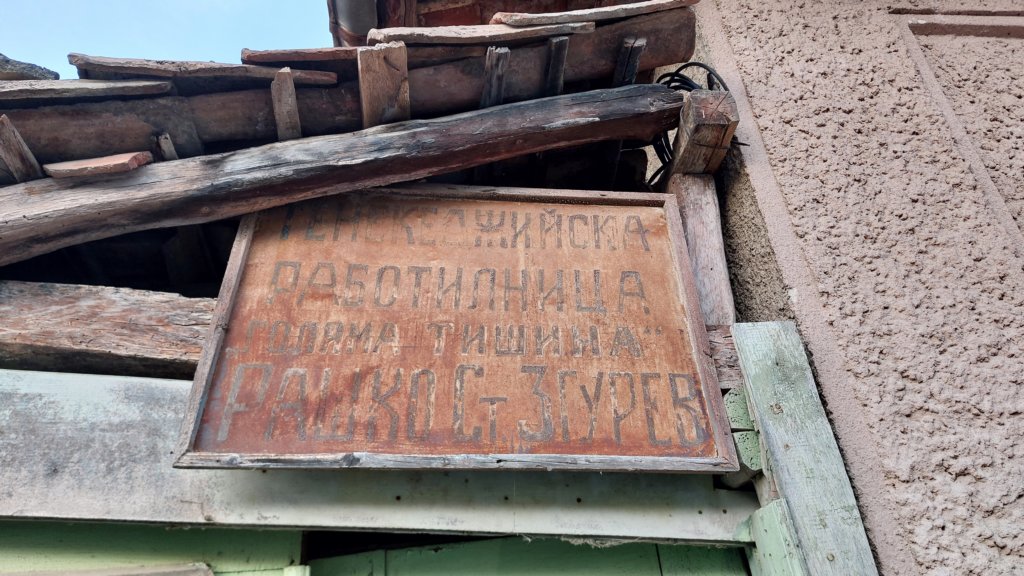 ТЕНЕКЕДЖИЙСКА
РАБОТИЛНИЦА
"ГОЛЯМА ТИШИНА"
РАШКО СТ ЗГУРЕВ